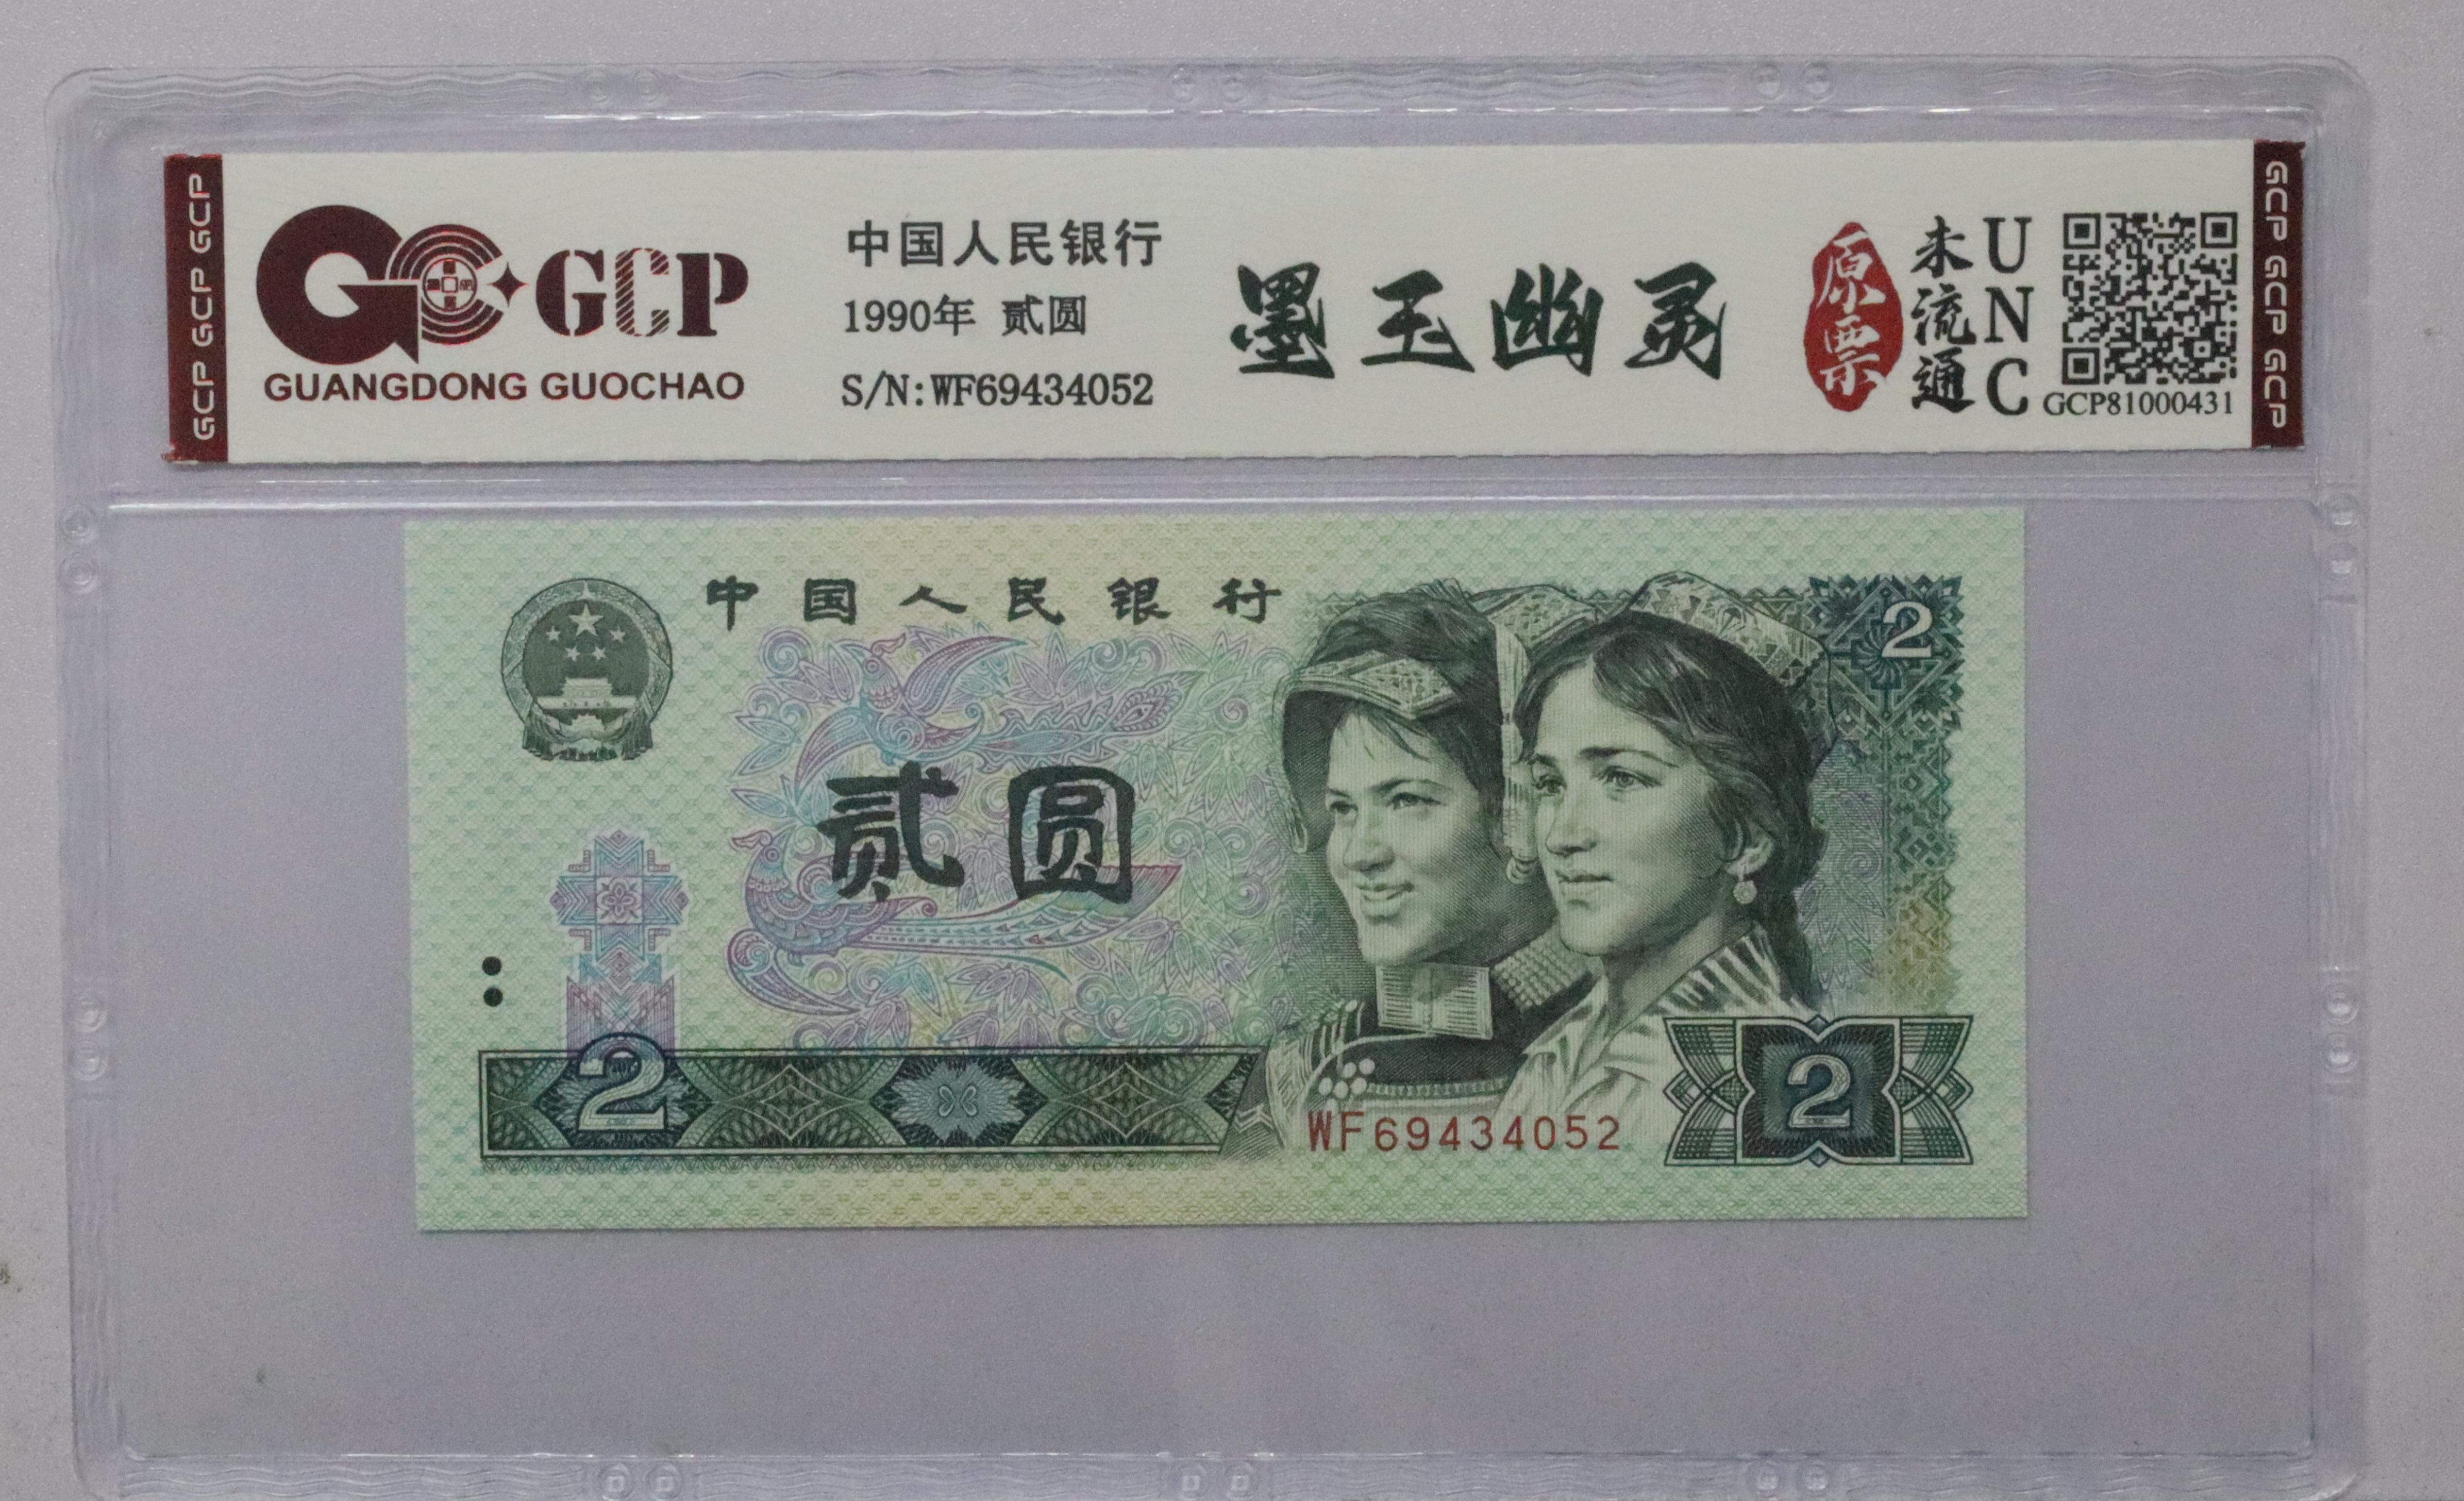 GCP GCP GCP
GCP
GUANGDONG GUOCHAO
中国人民银行
1990年 贰圆
S/N:WF69434052
墨玉幽灵
原票
未流通
UNC
GCP81000431
GCP GCP GCP
中国人民银行
2
贰圆
2
WF69434052
2